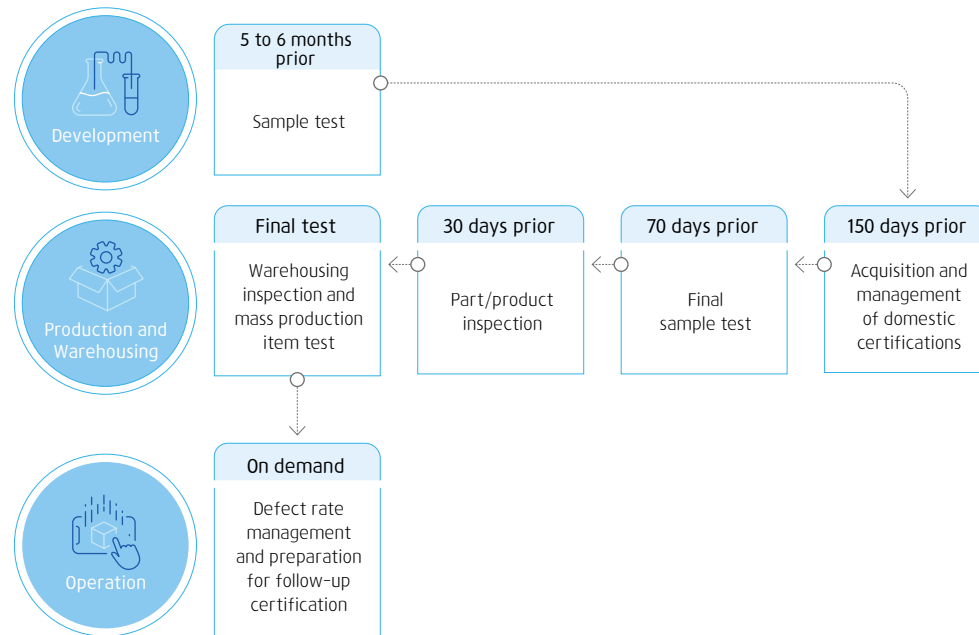 Development
5 to 6 months
prior
Sample test
Production and
Warehousing
Final test
Warehousing
inspection and
mass production
item test
30 days prior
Part/product
inspection
70 days prior
Final
sample test
150 days prior
Acquisition and
management
of domestic
certifications
Operation
On demand
Defect rate
management
and preparation
for follow-up
certification